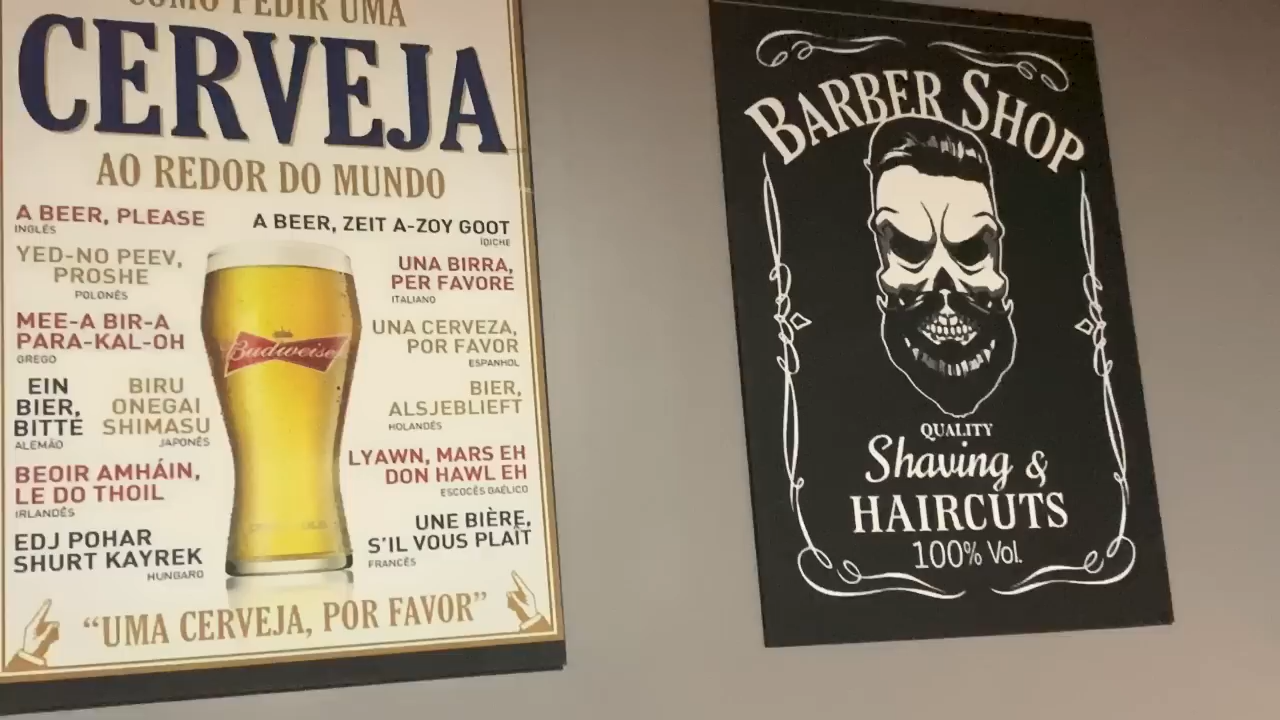 COMO PEDIR UMA
CERVEJA
AO REDOR DO MUNDO
A BEER, PLEASE
INGLÊS
A BEER, ZEIT A-ZOY GOOT
ÍDICHE
YED-NO PEEV,
PROSHE
POLONÊS
UNA BIRRA,
PER FAVORE
ITALIANO
MEE-A BIR-A
PARA-KAL-OH
GREGO
UNA CERVEZA,
POR FAVOR
ESPANHOL
EIN
BIER,
BITTE
ALEMÃO
BIRU
ONEGAI
SHIMASU
JAPONÊS
BIER,
ALSJEBLIEFT
HOLANDÊS
BEOIR AMHÁIN,
LE DO THOIL
IRLANDÊS
LYAWN, MARS EH
DON HAWL EH
ESCOCÊS GAÉLICO
EDJ POHAR
SHURT KAYREK
HUNGARO
UNE BIÈRE,
S'IL VOUS PLAÎT
FRANCÊS
Budweiser
"UMA CERVEJA, POR FAVOR"
BARBER SHOP
QUALITY
Shaving &
HAIRCUTS
100% Vol.